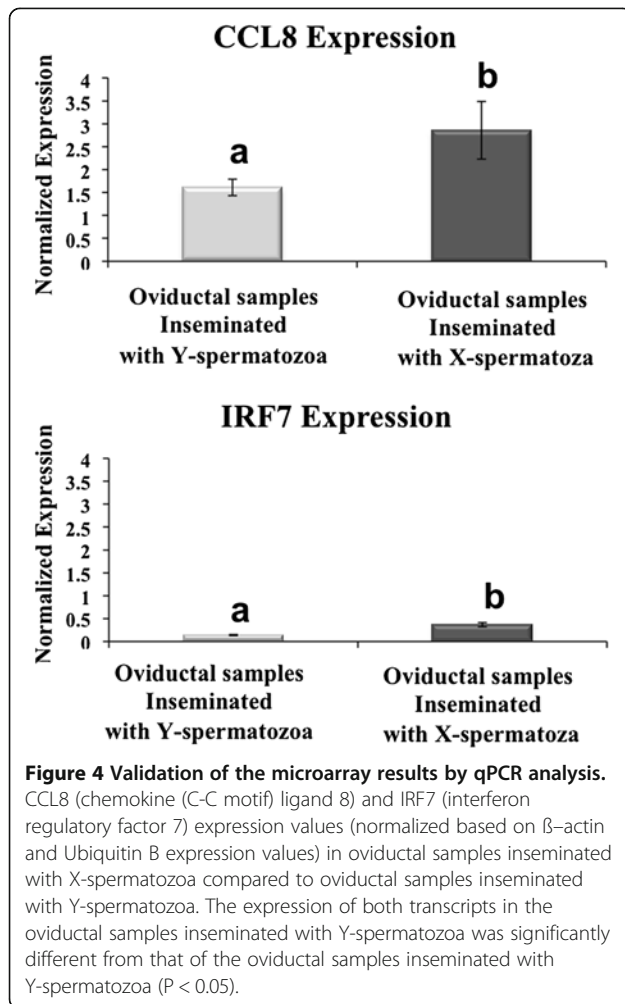 CCL8 Expression
Normalized Expression
4
3.5
3
2.5
2
1.5
1
0.5
0
a
b
Oviductal samples
Inseminated
with Y-spermatozoa
Oviductal samples
Inseminated
with X-spermatoza
IRF7 Expression
Normalized Expression
4
3.5
3
2.5
2
1.5
1
0.5
0
a
b
Oviductal samples
Inseminated
with Y-spermatozoa
Oviductal samples
Inseminated
with X-spermatoza
Figure 4 Validation of the microarray results by qPCR analysis.
CCL8 (chemokine (C-C motif) ligand 8) and IRF7 (interferon
regulatory factor 7) expression values (normalized based on ß–actin
and Ubiquitin B expression values) in oviductal samples inseminated
with X-spermatozoa compared to oviductal samples inseminated
with Y-spermatozoa. The expression of both transcripts in the
oviductal samples inseminated with Y-spermatozoa was significantly
different from that of the oviductal samples inseminated with
Y-spermatozoa (P < 0.05).